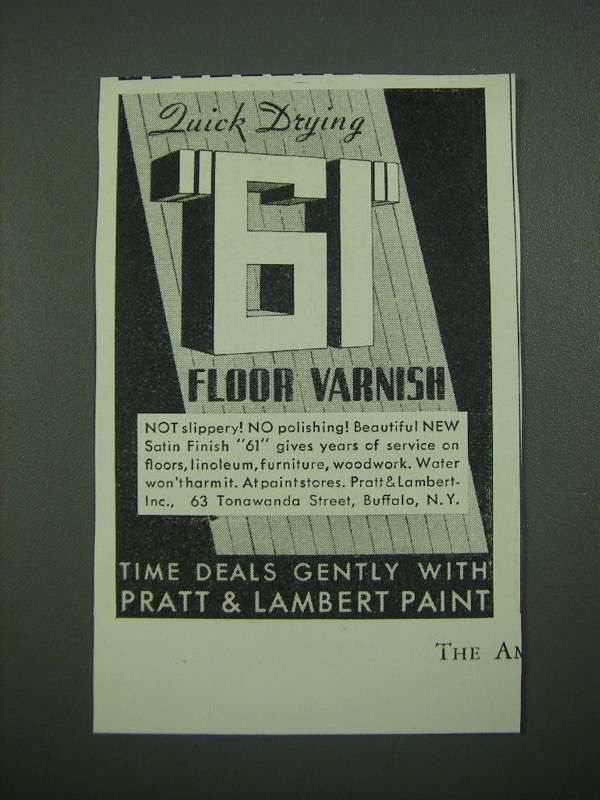 Quick Drying
"61"
FLOOR VARNISH
NOT slippery! NO polishing! Beautiful NEW
Satin Finish "61" gives years of service on
floors, linoleum, furniture, woodwork. Water
won't harm it. At paint stores. Pratt & Lambert-
Inc., 63 Tonawanda Street, Buffalo, N.Y.
TIME DEALS GENTLY WITH
PRATT & LAMBERT PAINT
THE AM